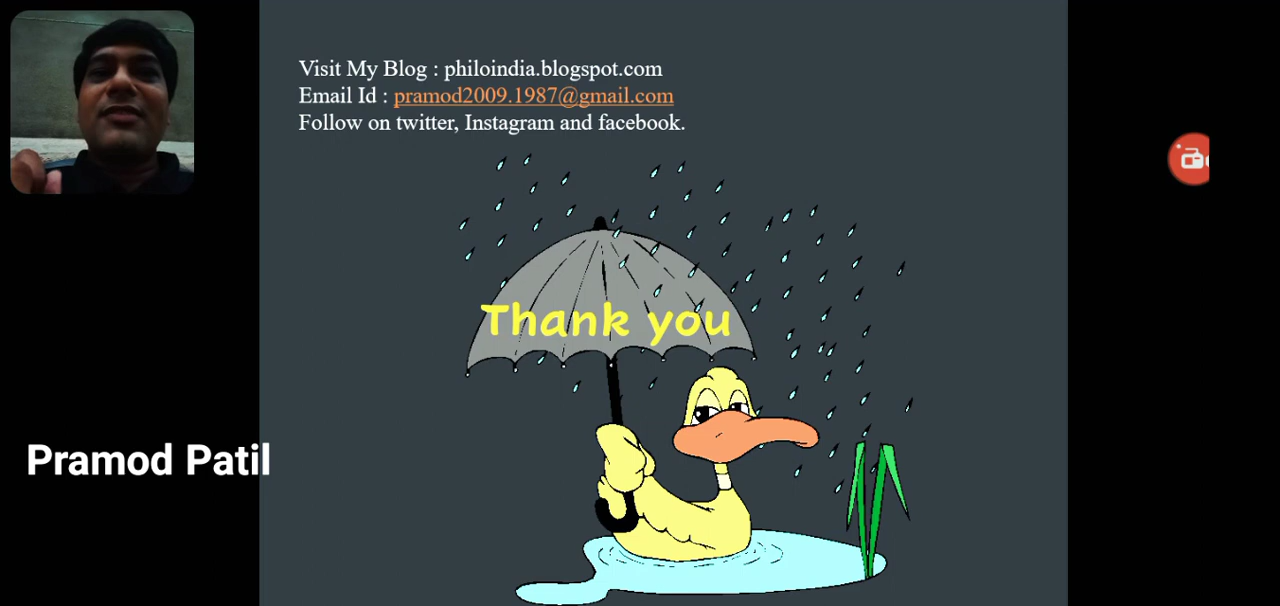 Visit My Blog : philoindia.blogspot.com
Email Id : pramod2009.1987@gmail.com
Follow on twitter, Instagram and facebook.
Thank you
Pramod Patil